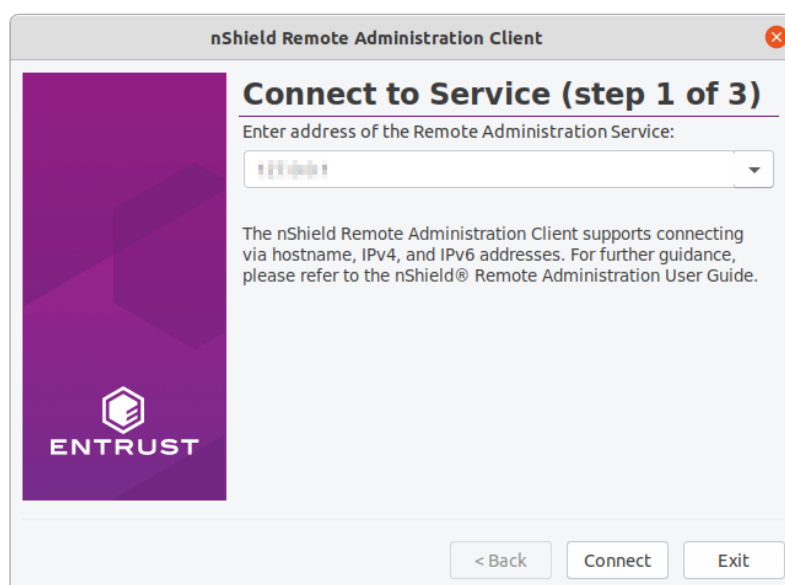 nShield Remote Administration Client
Connect to Service (step 1 of 3)
Enter address of the Remote Administration Service:
The nShield Remote Administration Client supports connecting
via hostname, IPv4, and IPv6 addresses. For further guidance,
please refer to the nShield® Remote Administration User Guide.
ENTRUST
< Back
Connect
Exit